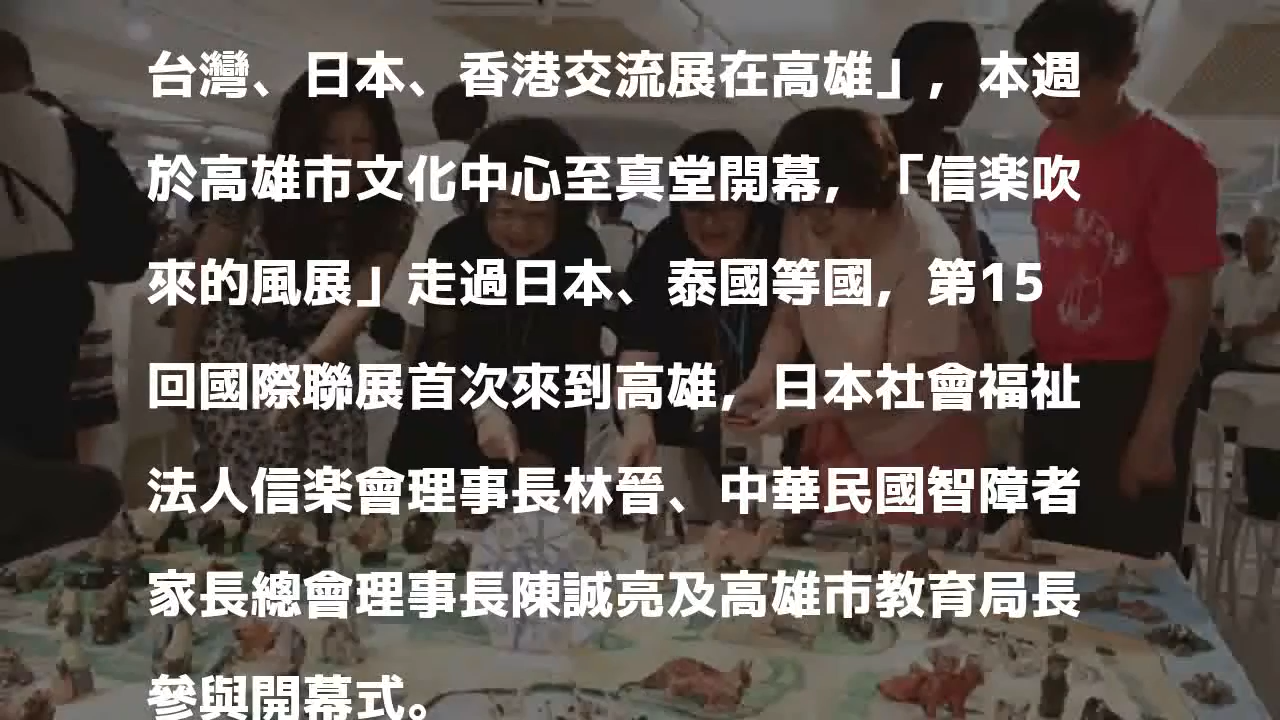 台灣、日本、香港交流展在高雄」，本週
於高雄市文化中心至真堂開幕，「信楽吹
來的風展」走過日本、泰國等國，第15
回國際聯展首次來到高雄，日本社會福祉
法人信楽會理事長林晉、中華民國智障者
家長總會理事長陳誠亮及高雄市教育局長
參與開幕式。